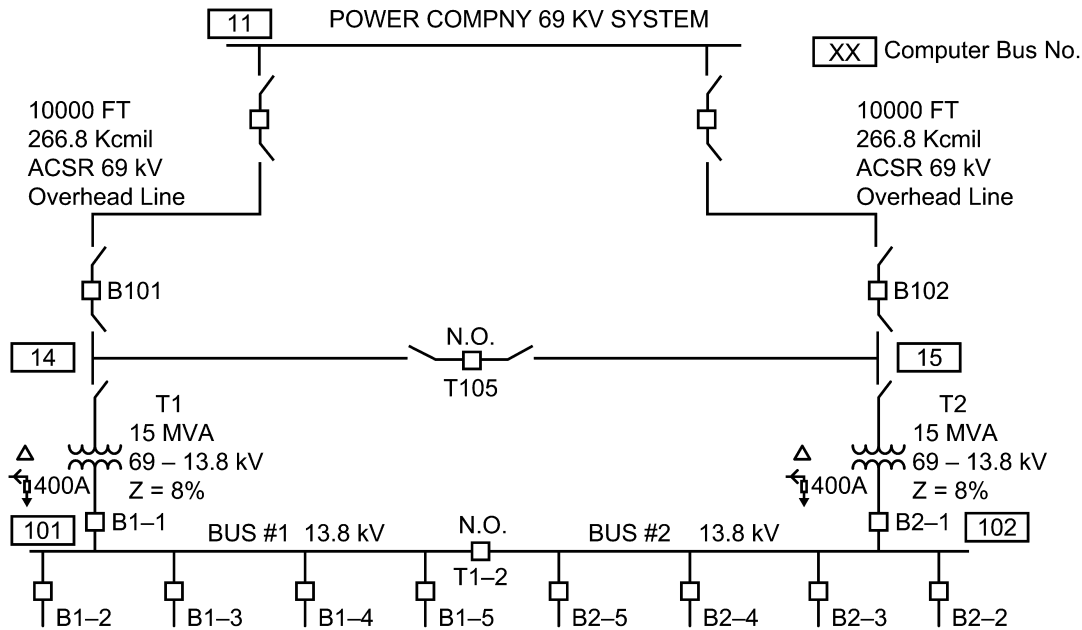 11
POWER COMPNY 69 KV SYSTEM
XX Computer Bus No.
10000 FT
266.8 Kcmil
ACSR 69 kV
Overhead Line
10000 FT
266.8 Kcmil
ACSR 69 kV
Overhead Line
B101
B102
14
N.O.
T105
15
T1
15 MVA
69 – 13.8 kV
Z = 8%
Δ
400A
T2
15 MVA
69 – 13.8 kV
Z = 8%
Δ
400A
101
B1–1
BUS #1 13.8 kV
N.O.
T1–2
BUS #2 13.8 kV
B2–1
102
B1–2
B1–3
B1–4
B1–5
B2–5
B2–4
B2–3
B2–2